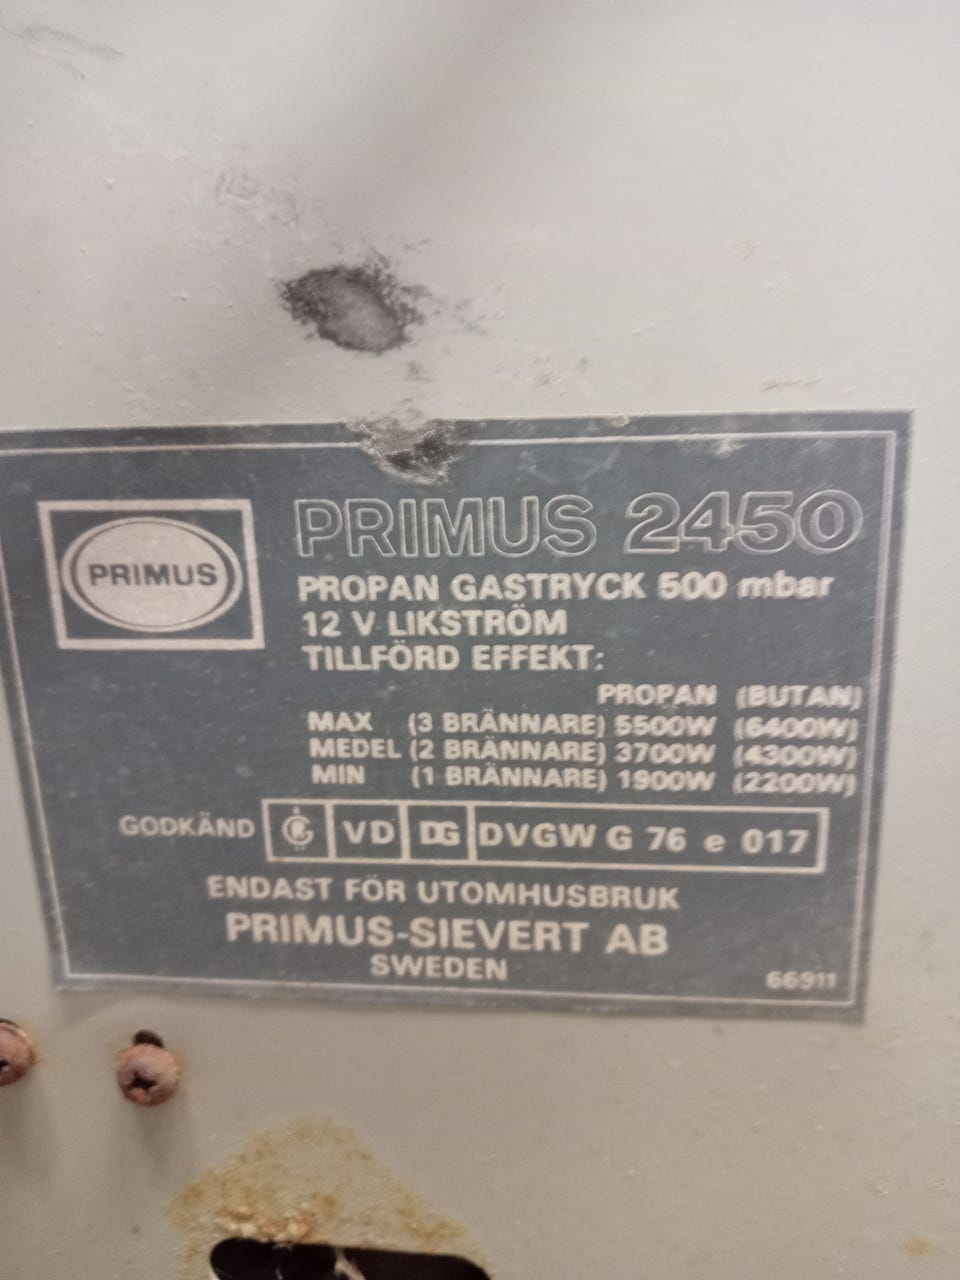 PRIMUS
PRIMUS 2450
PROPAN GASTRYCK 500 mbar
12 V LIKSTRÖM
TILLFÖRD EFFEKT:
PROPAN (BUTAN)
MAX (3 BRÄNNARE) 5500W (6400W)
MEDEL (2 BRÄNNARE) 3700W (4300W)
MIN (1 BRÄNNARE) 1900W (2200W)
GODKÄND VD DG DVGW G 76 e 017
ENDAST FÖR UTOMHUSBRUK
PRIMUS-SIEVERT AB
SWEDEN
66911